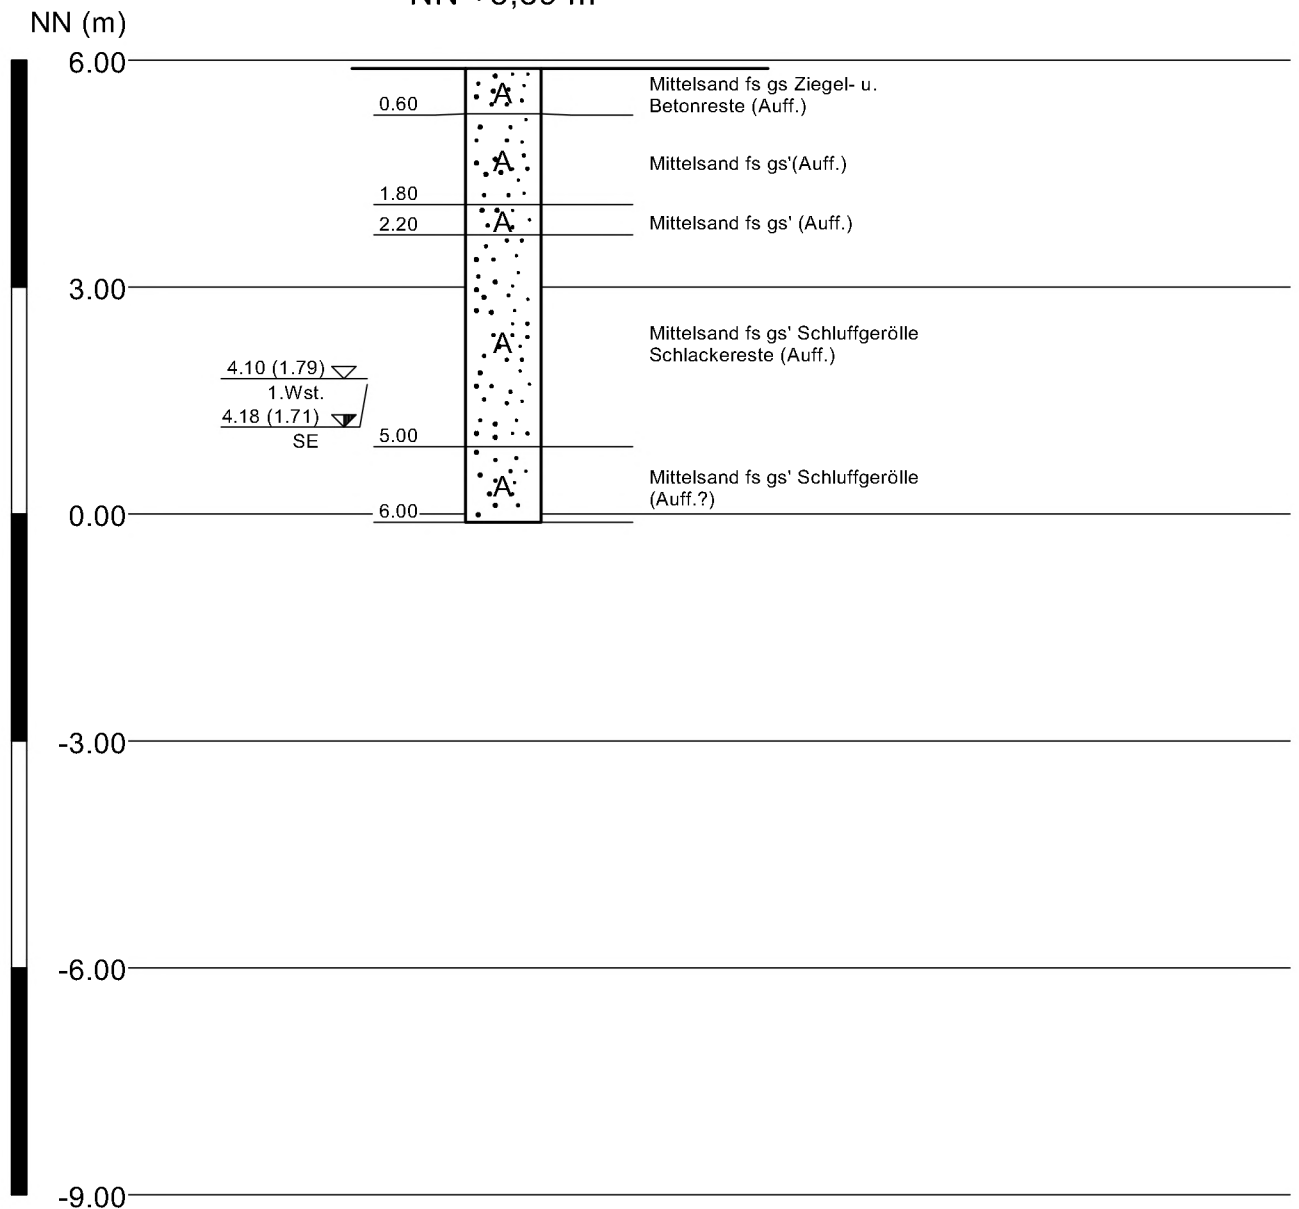 NN m
NN (m)
6.00
Mittelsand fs gs Ziegel- u.
Betonreste (Auff.)
0.60
A
Mittelsand fs gs'(Auff.)
A
1.80
Mittelsand fs gs' (Auff.)
A
2.20
3.00
Mittelsand fs gs' Schluffgerölle
Schlackereste (Auff.)
A
4.10 (1.79)
1.Wst.
4.18 (1.71)
SE
5.00
Mittelsand fs gs' Schluffgerölle
(Auff.?)
A
6.00
0.00
-3.00
-6.00
-9.00